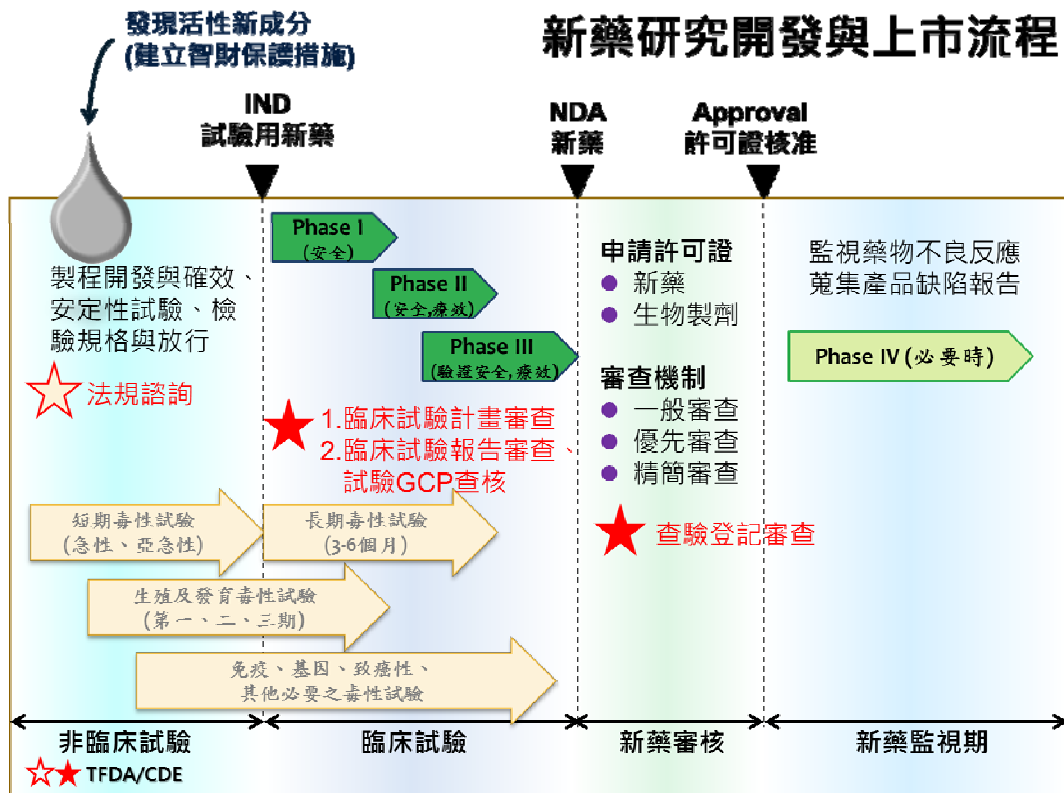 發現活性新成分
(建立智財保護措施)
新藥研究開發與上市流程
IND
試驗用新藥
NDA
新藥
Approval
許可證核准
製程開發與確效、
安定性試驗、檢
驗規格與放行
法規諮詢
Phase I
(安全)
Phase II
(安全,療效)
Phase III
(驗證安全,療效)
1.臨床試驗計畫審查
2.臨床試驗報告審查、
試驗GCP查核
申請許可證
● 新藥
● 生物製劑
審查機制
● 一般審查
● 優先審查
● 精簡審查
查驗登記審查
監視藥物不良反應
蒐集產品缺陷報告
Phase IV (必要時)
短期毒性試驗
(急性、亞急性)
長期毒性試驗
(3-6個月)
生殖及發育毒性試驗
(第一、二、三期)
免疫、基因、致癌性、
其他必要之毒性試驗
非臨床試驗
臨床試驗
新藥審核
新藥監視期
TFDA/CDE